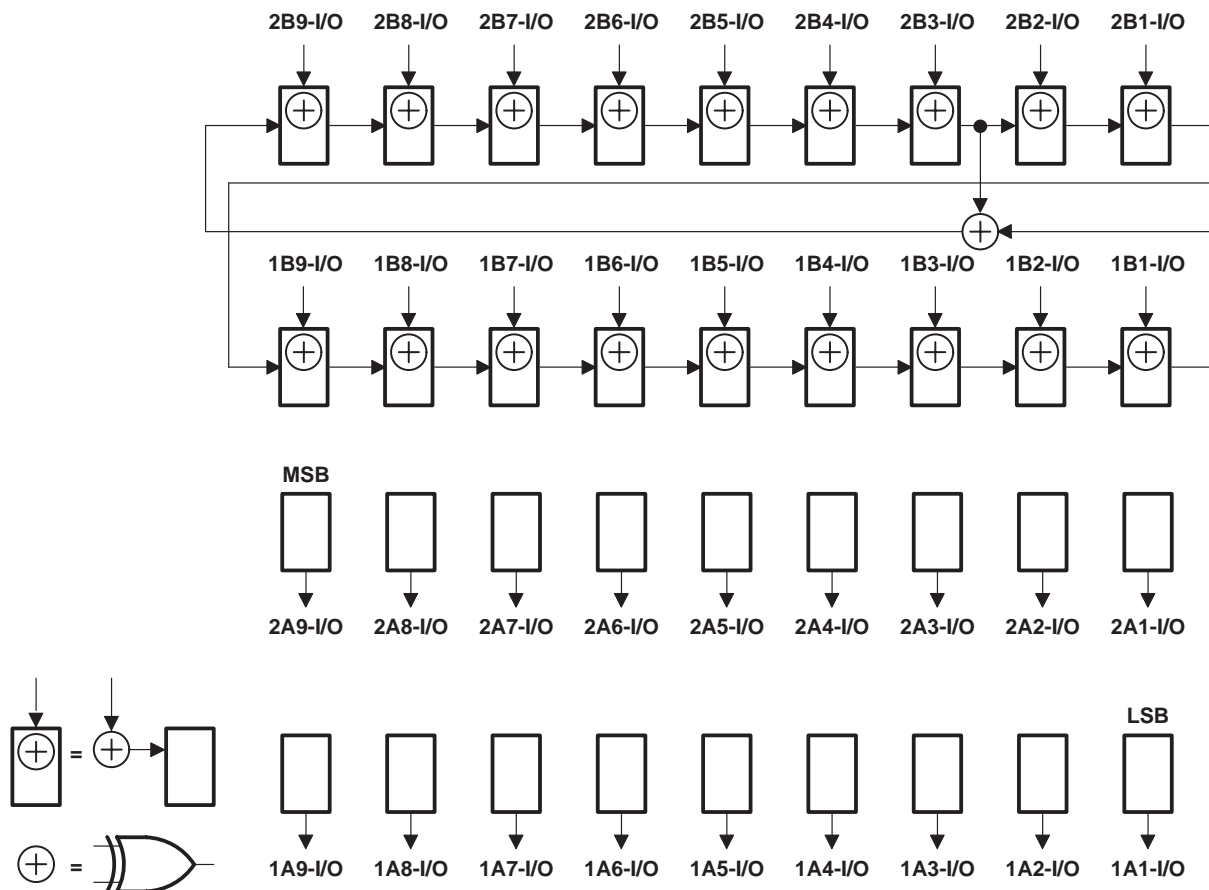 2B9-I/O 2B8-I/O 2B7-I/O 2B6-I/O 2B5-I/O 2B4-I/O 2B3-I/O 2B2-I/O 2B1-I/O
1B9-I/O 1B8-I/O 1B7-I/O 1B6-I/O 1B5-I/O 1B4-I/O 1B3-I/O 1B2-I/O 1B1-I/O
MSB
2A9-I/O 2A8-I/O 2A7-I/O 2A6-I/O 2A5-I/O 2A4-I/O 2A3-I/O 2A2-I/O 2A1-I/O
LSB
=
=
1A9-I/O 1A8-I/O 1A7-I/O 1A6-I/O 1A5-I/O 1A4-I/O 1A3-I/O 1A2-I/O 1A1-I/O